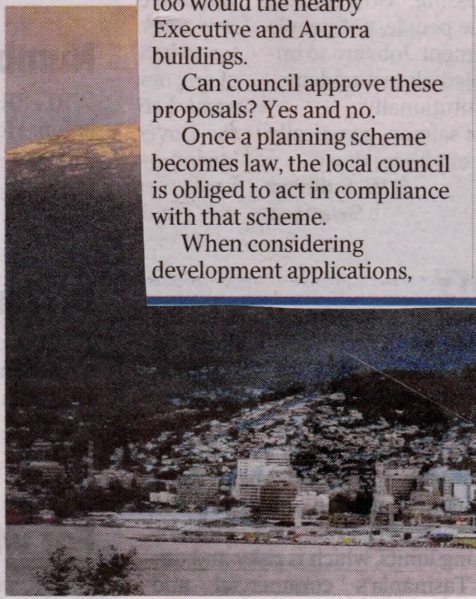 too would the nearby
Executive and Aurora
buildings.
Can council approve these
proposals? Yes and no.
Once a planning scheme
becomes law, the local council
is obliged to act in compliance
with that scheme.
When considering
development applications,